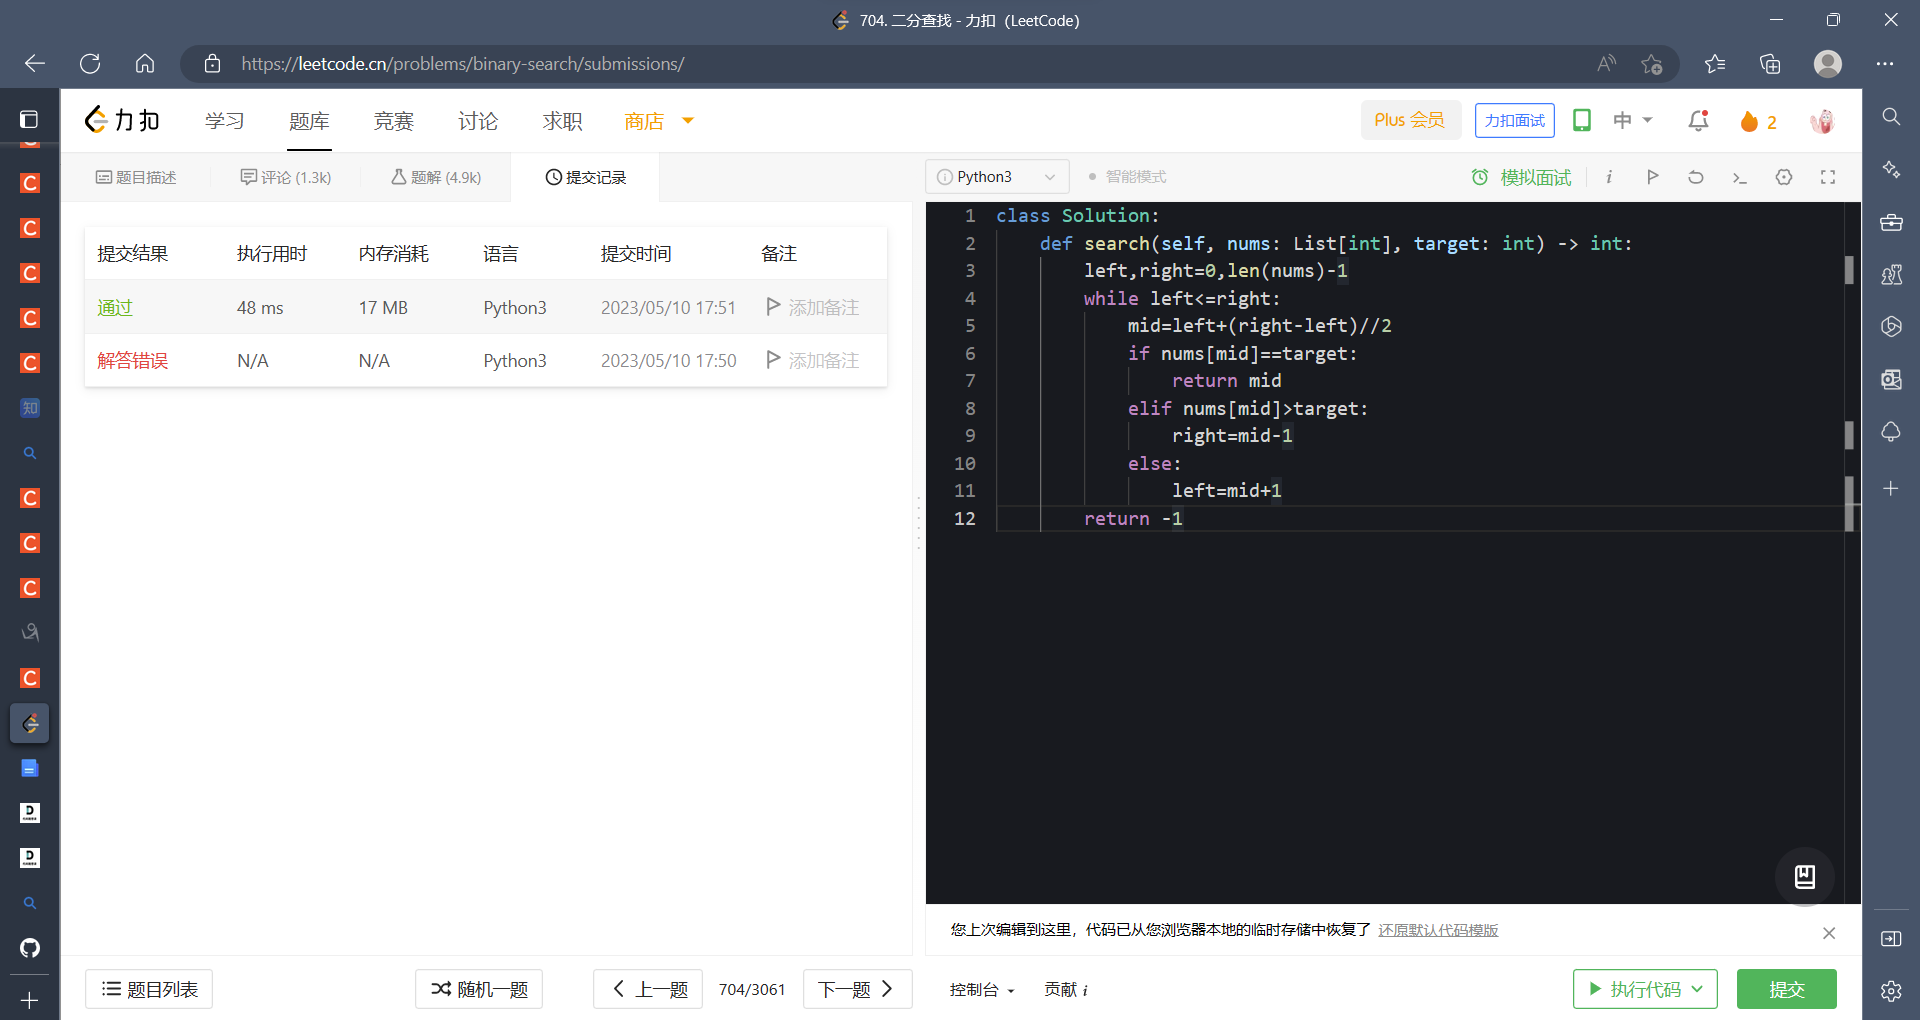 704. 二分查找 - 力扣（LeetCode）
https://leetcode.cn/problems/binary-search/submissions/
力扣 学习 题库 竞赛 讨论 求职 商店 Plus 会员 力扣面试 中 2
题目描述 评论 (1.3k) 题解 (4.9k) 提交记录
Python3 智能模式 模拟面试
提交结果 执行用时 内存消耗 语言 提交时间 备注
通过 48 ms 17 MB Python3 2023/05/10 17:51 添加备注
解答错误 N/A N/A Python3 2023/05/10 17:50 添加备注
1 class Solution:
2     def search(self, nums: List[int], target: int) -> int:
3         left,right=0,len(nums)-1
4         while left<=right:
5             mid=left+(right-left)//2
6             if nums[mid]==target:
7                 return mid
8             elif nums[mid]>target:
9                 right=mid-1
10             else:
11                 left=mid+1
12         return -1
您上次编辑到这里，代码已从您浏览器本地的临时存储中恢复了 还原默认代码模版
题目列表 随机一题 上一题 704/3061 下一题 控制台 贡献 i 执行代码 提交